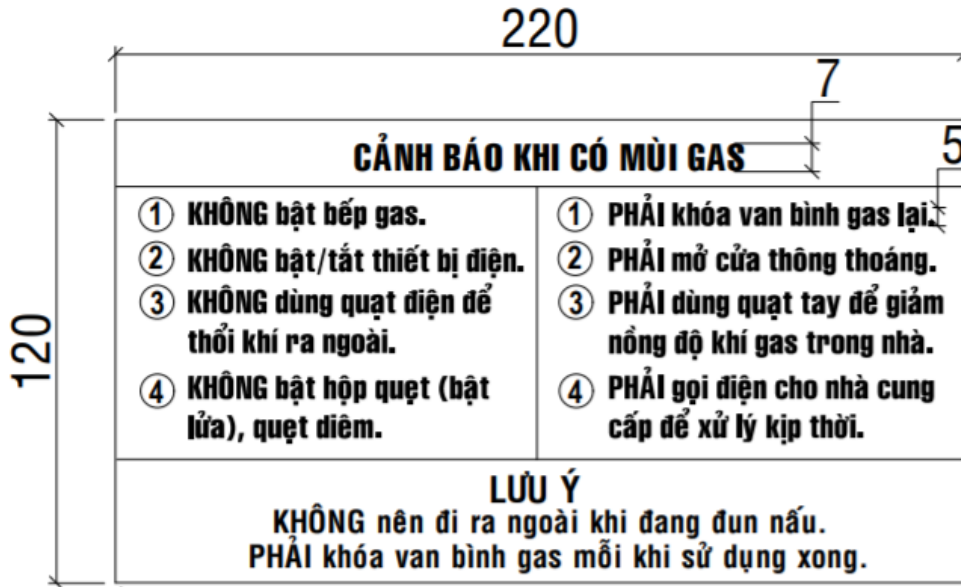 220
7
5
120
CẢNH BÁO KHI CÓ MÙI GAS
1 KHÔNG bật bếp gas.
2 KHÔNG bật/tắt thiết bị điện.
3 KHÔNG dùng quạt điện để
thổi khí ra ngoài.
4 KHÔNG bật hộp quẹt (bật
lửa), quẹt diêm.
1 PHẢI khóa van bình gas lại.
2 PHẢI mở cửa thông thoáng.
3 PHẢI dùng quạt tay để giảm
nồng độ khí gas trong nhà.
4 PHẢI gọi điện cho nhà cung
cấp để xử lý kịp thời.
LƯU Ý
KHÔNG nên đi ra ngoài khi đang đun nấu.
PHẢI khóa van bình gas mỗi khi sử dụng xong.